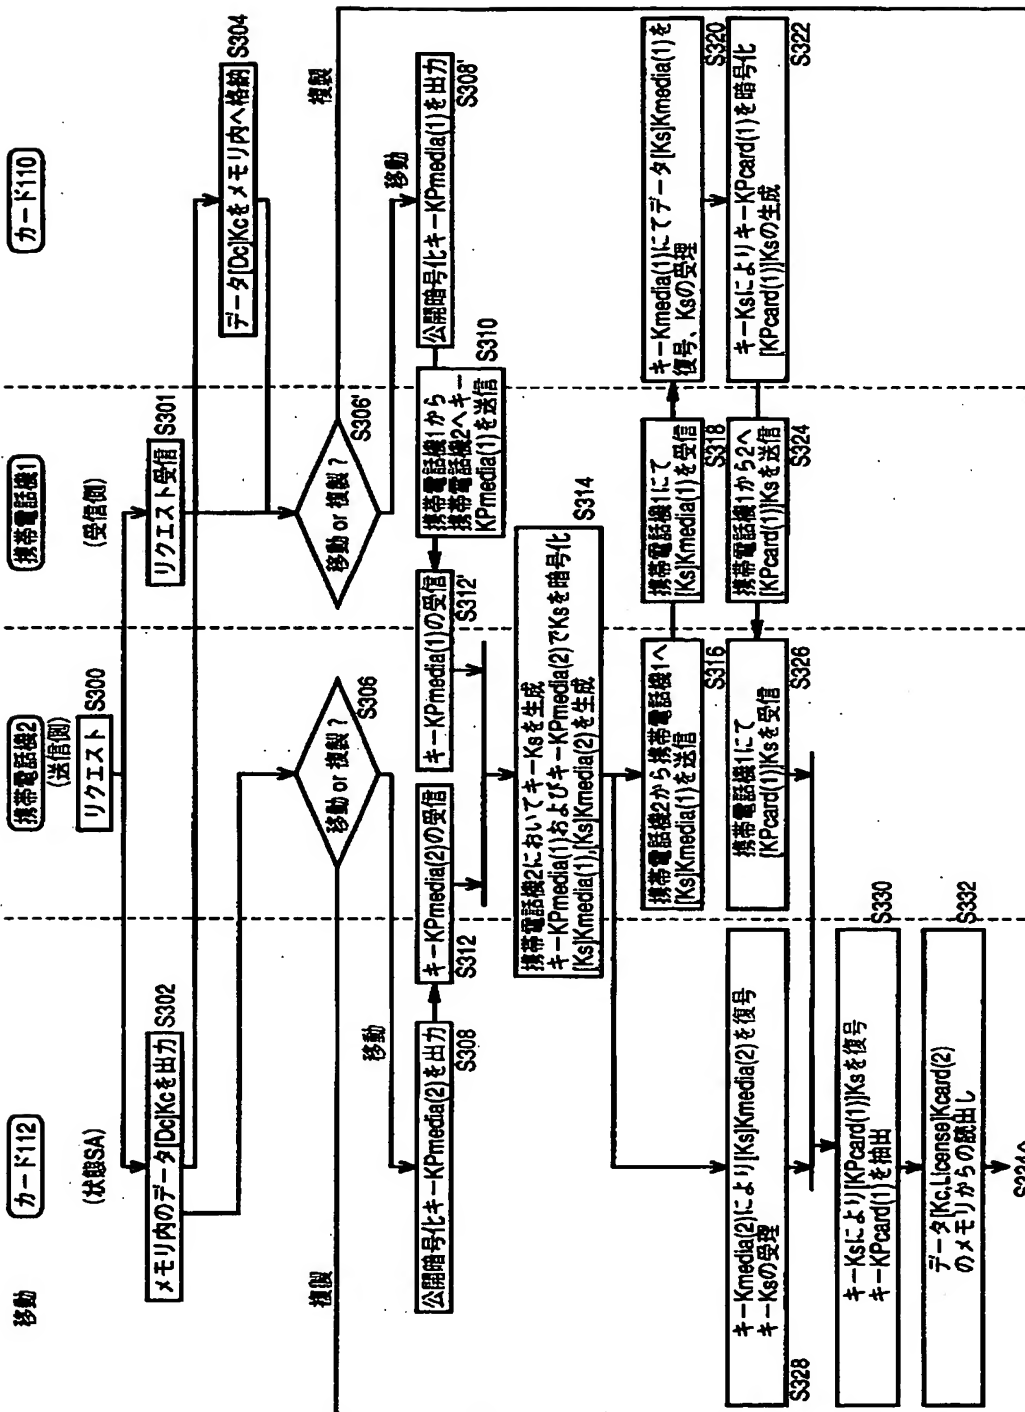 移動
カード112
携帯電話機2
携帯電話機1
カード110
(状態SA)
(送信側)
(受信側)
リクエスト
S300
リクエスト受信
S301
メモリ内のデータ[Dc]Kcを出力
S302
データ[Dc]Kcをメモリ内へ格納
S304
移動 or 複製 ?
S306
移動 or 複製 ?
S306'
複製
移動
複製
移動
公開暗号化キーKPmedia(2)を出力
S308
公開暗号化キーKPmedia(1)を出力
S308'
携帯電話機1から
携帯電話機2へキー
KPmedia(1)を送信
S310
キーKPmedia(2)の受信
S312
キーKPmedia(1)の受信
S312'
携帯電話機2においてキーKsを生成
キーKPmedia(1)およびキーKPmedia(2)でKsを暗号化
[Ks]Kmedia(1),[Ks]Kmedia(2)を生成
S314
携帯電話機2から携帯電話機1へ
[Ks]Kmedia(1)を送信
S316
携帯電話機1にて
[Ks]Kmedia(1)を受信
S318
キーKmedia(1)にてデータ[Ks]Kmedia(1)を
復号、Ksの受理
S320
キーKsによりキーKPcard(1)を暗号化
[KPcard(1)]Ksの生成
S322
携帯電話機1から2へ
[KPcard(1)]Ksを送信
S324
携帯電話機1にて
[KPcard(1)]Ksを受信
S326
キーKmedia(2)により[Ks]Kmedia(2)を復号
キーKsの受理
S328
キーKsにより[KPcard(1)]Ksを復号
キーKPcard(1)を抽出
S330
データ[Kc,License]Kcard(2)
のメモリからの読出し
S332